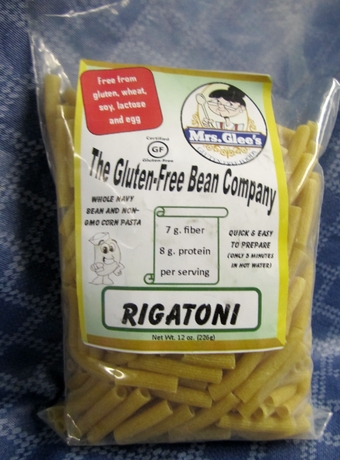 Free from
gluten, wheat,
soy, lactose
and egg
Mrs. Glee's
Certified
GF
Gluten-Free
The Gluten-Free Bean Company
WHOLE NAVY
BEAN AND NON-
GMO CORN PASTA
7 g. fiber
8 g. protein
per serving
QUICK & EASY
TO PREPARE
(ONLY 3 MINUTES
IN HOT WATER)
RIGATONI
Net Wt. 12 oz. (226g)